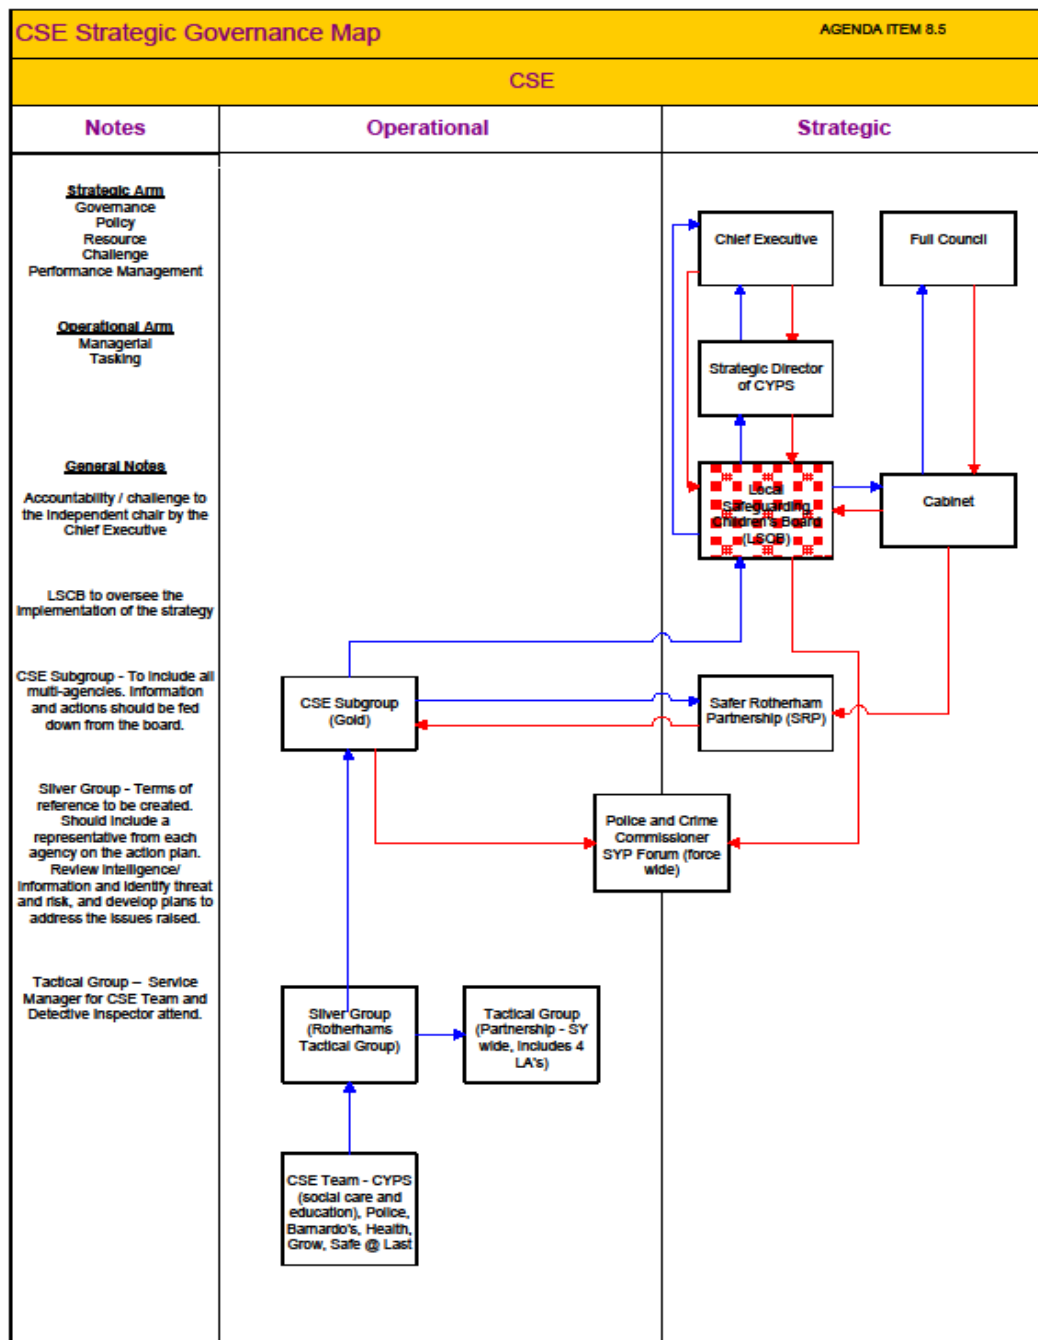 CSE Strategic Governance Map
AGENDA ITEM 8.5
CSE
Notes
Operational
Strategic
Strategic Arm
Governance
Policy
Resource
Challenge
Performance Management
Operational Arm
Managerial
Tasking
General Notes
Accountability / challenge to
the Independent chair by the
Chief Executive
LSCB to oversee the
Implementation of the strategy
CSE Subgroup - To Include all
multi-agencies. Information
and actions should be fed
down from the board.
Silver Group - Terms of
reference to be created.
Should Include a
representative from each
agency on the action plan.
Review Intelligence/
Information and Identify threat
and risk, and develop plans to
address the Issues raised.
Tactical Group – Service
Manager for CSE Team and
Detective Inspector attend.
Chief Executive
Full Council
Strategic Director
of CYPS
Local
Safeguarding
Children's Board
(LSCB)
Cabinet
CSE Subgroup
(Gold)
Safer Rotherham
Partnership (SRP)
Police and Crime
Commissioner
SYP Forum (force
wide)
Silver Group
(Rotherhams
Tactical Group)
Tactical Group
(Partnership - SY
wide, Includes 4
LA's)
CSE Team - CYPS
(social care and
education), Police,
Barnardo's, Health,
Grow, Safe @ Last